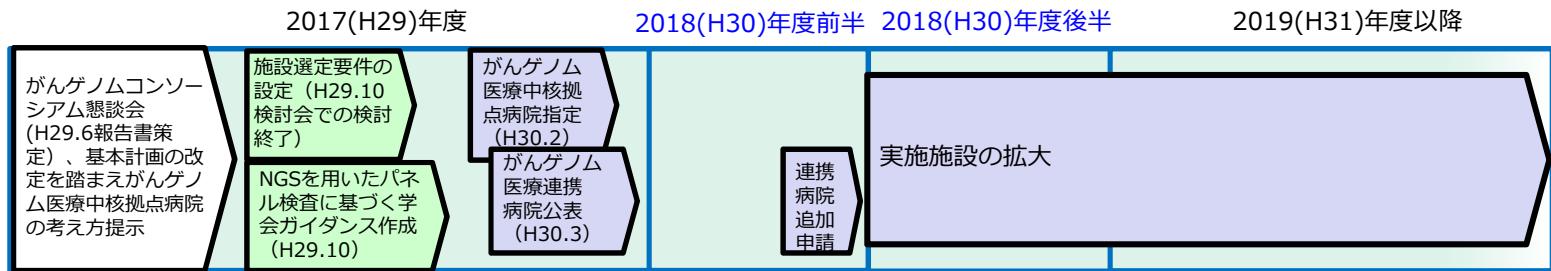 2017(H29)年度
2018(H30)年度前半
2018(H30)年度後半
2019(H31)年度以降
がんゲノムコンソー
シアム懇談会
(H29.6報告書策
定）、基本計画の改
定を踏まえがんゲノ
ム医療中核拠点病院
の考え方提示
施設選定要件の
設定（H29.10
検討会での検討
終了）
NGSを用いたパネ
ル検査に基づく学
会ガイダンス作成
（H29.10）
がんゲノム
医療中核拠
点病院指定
（H30.2）
がんゲノム
医療連携
病院公表
（H30.3）
連携
病院
追加
申請
実施施設の拡大